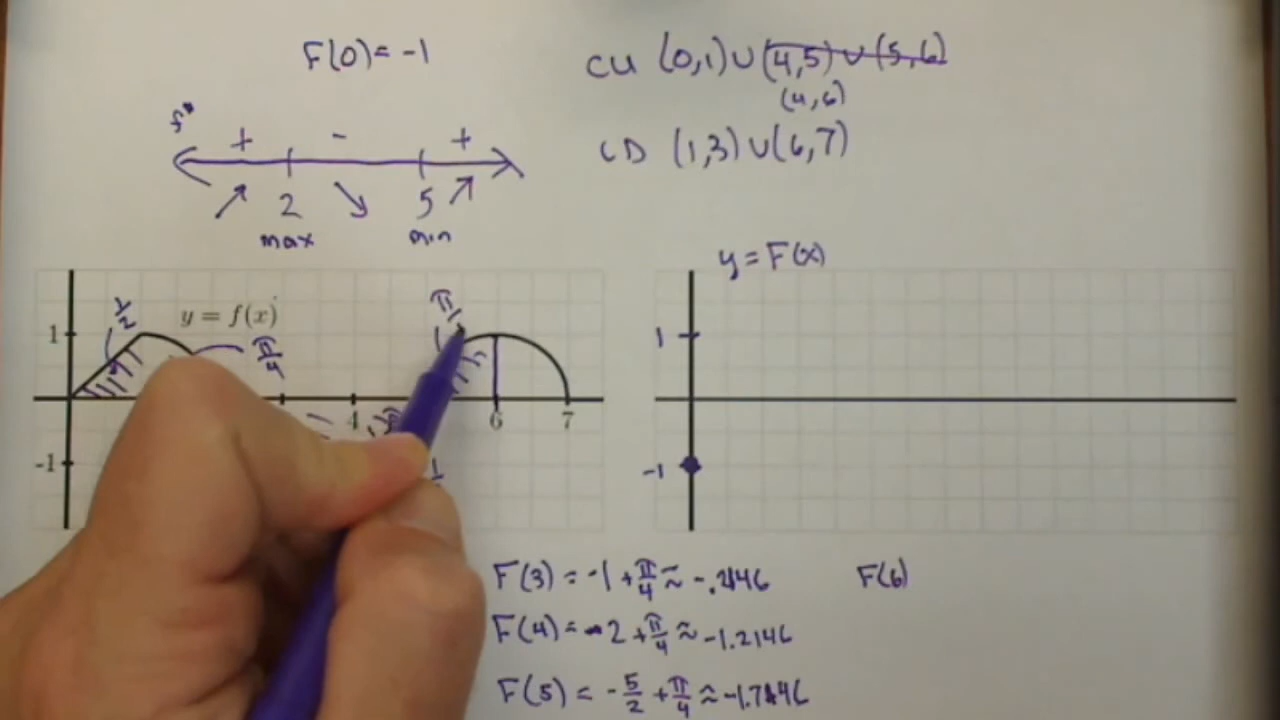 F(0) = -1
CU (0,1)∪(4,5)∪(5,6)
(4,6)
CD (1,3)∪(6,7)
+ - +
2 5
max min
y = F(x)
y = f(x)
1/2
π/4
1
4 6 7
-1
1
-1
F(3) = -1 + π/4 ≈ -.2146
F(6)
F(4) = -2 + π/4 ≈ -1.2146
F(5) = -5/2 + π/4 ≈ -1.7146